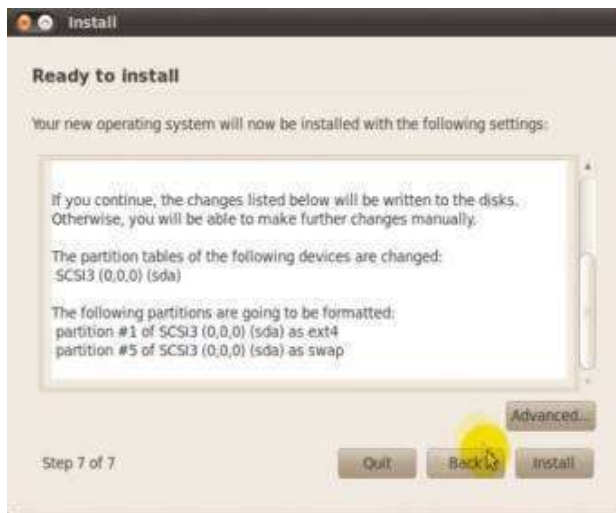 Install
Ready to install
Your new operating system will now be installed with the following settings:
If you continue, the changes listed below will be written to the disks.
Otherwise, you will be able to make further changes manually.
The partition tables of the following devices are changed:
SCSI3 (0,0,0) (sda)
The following partitions are going to be formatted:
partition #1 of SCSI3 (0,0,0) (sda) as ext4
partition #5 of SCSI3 (0,0,0) (sda) as swap
Advanced...
Step 7 of 7
Quit
Back
Install